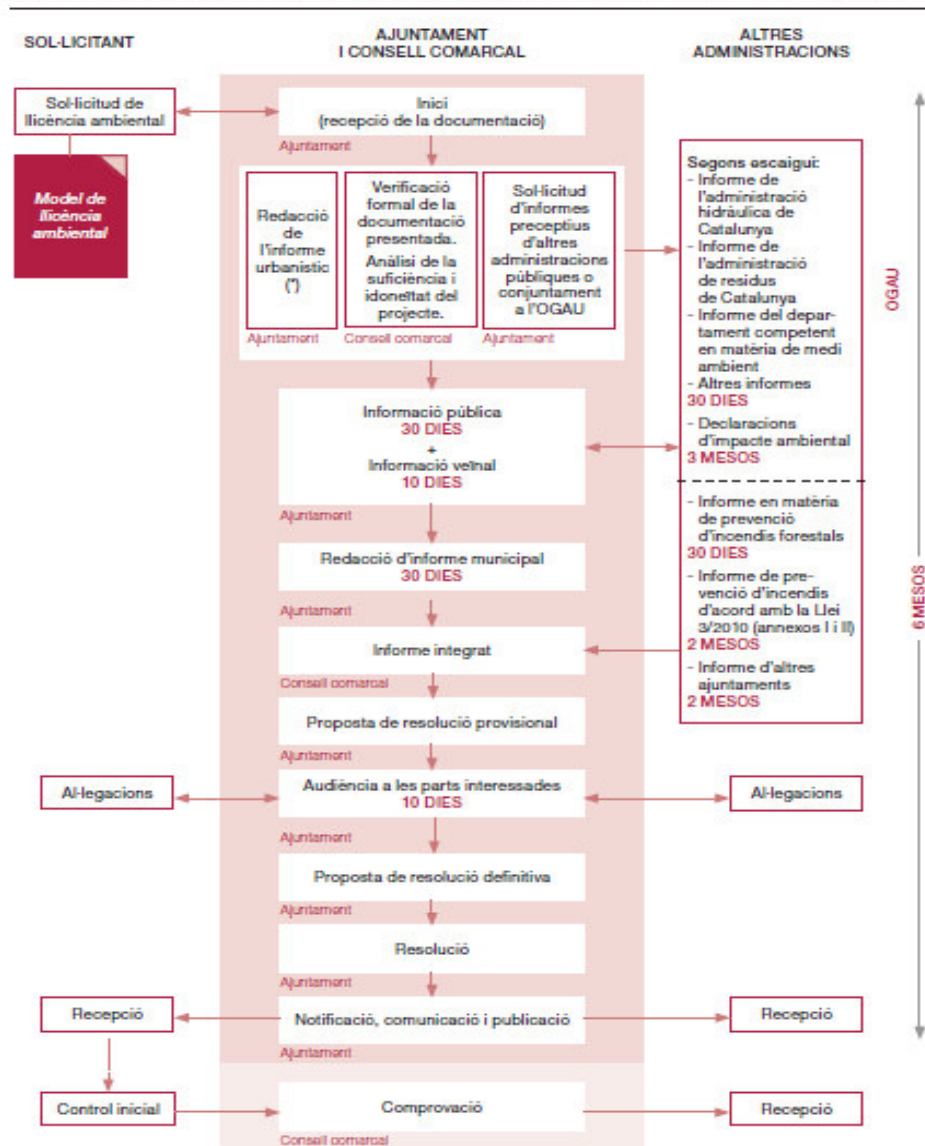 SOL·LICITANT
AJUNTAMENT
I CONSELL COMARCAL
ALTRES
ADMINISTRACIONS
Sol·licitud de
llicència ambiental
Model de
llicència
ambiental
Inici
(recepció de la documentació)
Ajuntament
Redacció
de
l'informe
urbanístic
(*)
Ajuntament
Verificació
formal de la
documentació
presentada.
Anàlisi de la
suficiència i
idoneïtat del
projecte.
Consell comarcal
Sol·licitud
d'informes
preceptius
d'altres
administracions
públiques o
conjuntament
a l'OGAU
Ajuntament
Segons escaigui:
- Informe de
l'administració
hidràulica de
Catalunya
- Informe de
l'administració
de residus
de Catalunya
- Informe del depar-
tament competent
en matèria de medi
ambient
- Altres informes
30 DIES
- Declaracions
d'impacte ambiental
3 MESOS
- Informe en matèria
de prevenció
d'incendis forestals
30 DIES
- Informe de pre-
venció d'incendis
d'acord amb la Llei
3/2010 (annexos I i II)
2 MESOS
- Informe d'altres
ajuntaments
2 MESOS
OGAU
6 MESOS
Informació pública
30 DIES
+
Informació veïnal
10 DIES
Ajuntament
Redacció d'informe municipal
30 DIES
Ajuntament
Informe integrat
Consell comarcal
Proposta de resolució provisional
Ajuntament
Al·legacions
Audiència a les parts interessades
10 DIES
Al·legacions
Ajuntament
Proposta de resolució definitiva
Ajuntament
Resolució
Ajuntament
Recepció
Notificació, comunicació i publicació
Recepció
Ajuntament
Control inicial
Comprovació
Recepció
Consell comarcal